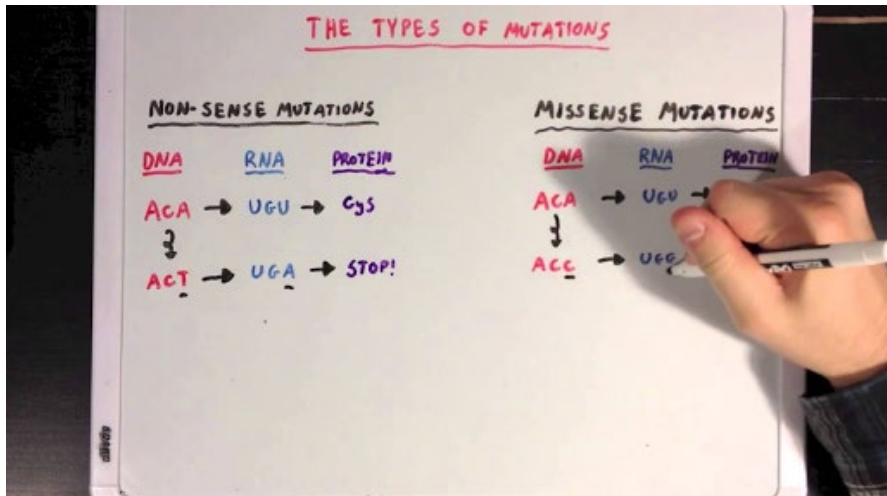 THE TYPES OF MUTATIONS
NON-SENSE MUTATIONS
DNA RNA PROTEIN
ACA → UGU → Cys
ACT → UGA → STOP!
MISSENSE MUTATIONS
DNA RNA PROTEIN
ACA → UGU →
ACC → UGG